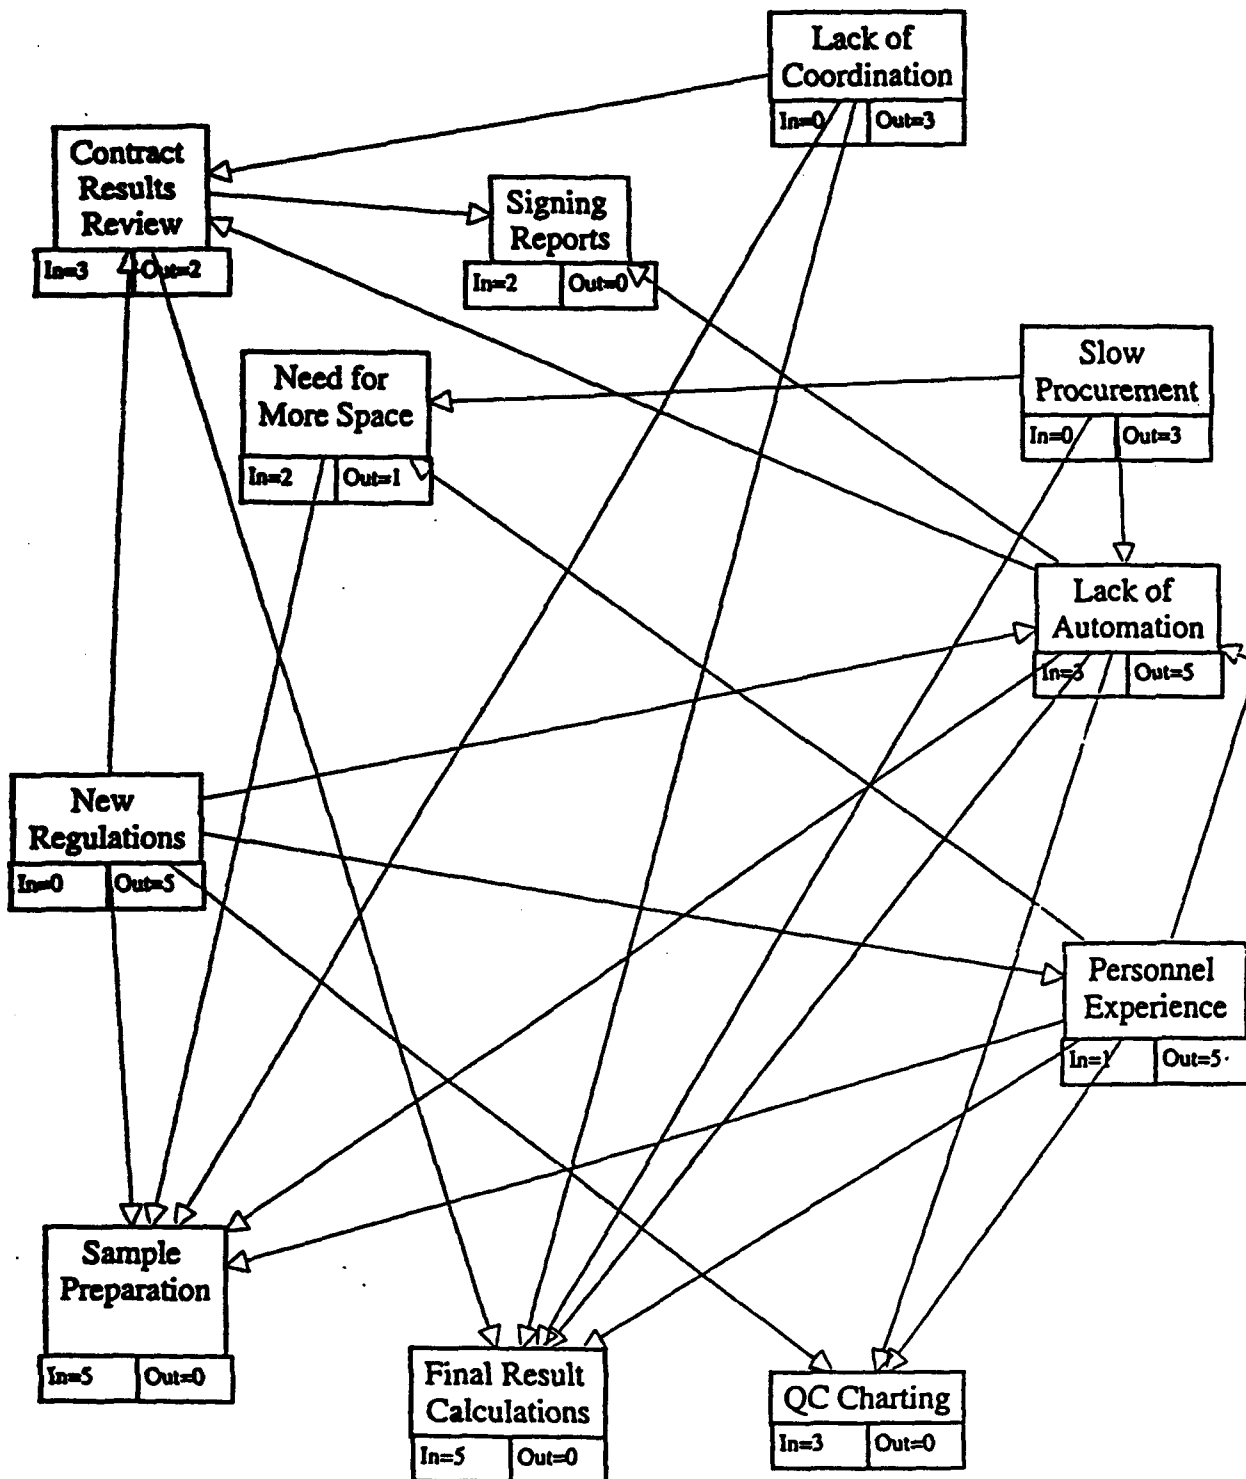 Lack of
Coordination
In=0 Out=3
Contract
Results
Review
In=3 Out=2
Signing
Reports
In=2 Out=0
Slow
Procurement
In=0 Out=3
Need for
More Space
In=2 Out=1
Lack of
Automation
In=3 Out=5
New
Regulations
In=0 Out=5
Personnel
Experience
In=1 Out=5
Sample
Preparation
In=5 Out=0
Final Result
Calculations
In=5 Out=0
QC Charting
In=3 Out=0